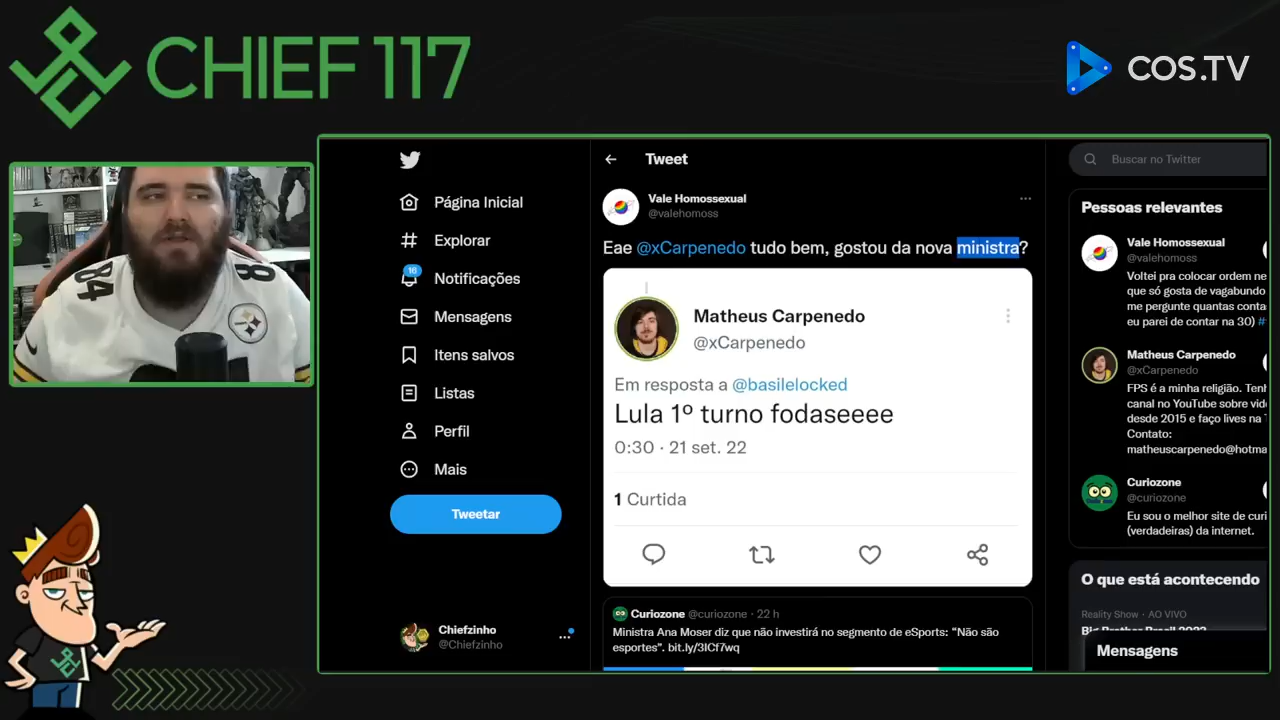 CHIEF 117
COS.TV
84
Tweet
Buscar no Twitter
Página Inicial
Explorar
16
Notificações
Mensagens
Itens salvos
Listas
Perfil
Mais
Tweetar
Chiefzinho
@Chiefzinho
Vale Homossexual
@valehomoss
Eae @xCarpenedo tudo bem, gostou da nova ministra?
Matheus Carpenedo
@xCarpenedo
Em resposta a @basilelocked
Lula 1º turno fodaseeee
0:30 · 21 set. 22
1 Curtida
Curiozone @curiozone · 22 h
Ministra Ana Moser diz que não investirá no segmento de eSports: “Não são
esportes”. bit.ly/3ICf7wq
Pessoas relevantes
Vale Homossexual
@valehomoss
Voltei pra colocar ordem ne
que só gosta de vagabundo
me pergunte quantas conta
eu parei de contar na 30) #
Matheus Carpenedo
@xCarpenedo
FPS é a minha religião. Tenh
canal no YouTube sobre vid
desde 2015 e faço lives na T
Contato:
matheuscarpenedo@hotma
Curiozone
@curiozone
Eu sou o melhor site de curi
(verdadeiras) da internet.
O que está acontecendo
Reality Show · AO VIVO
Mensagens